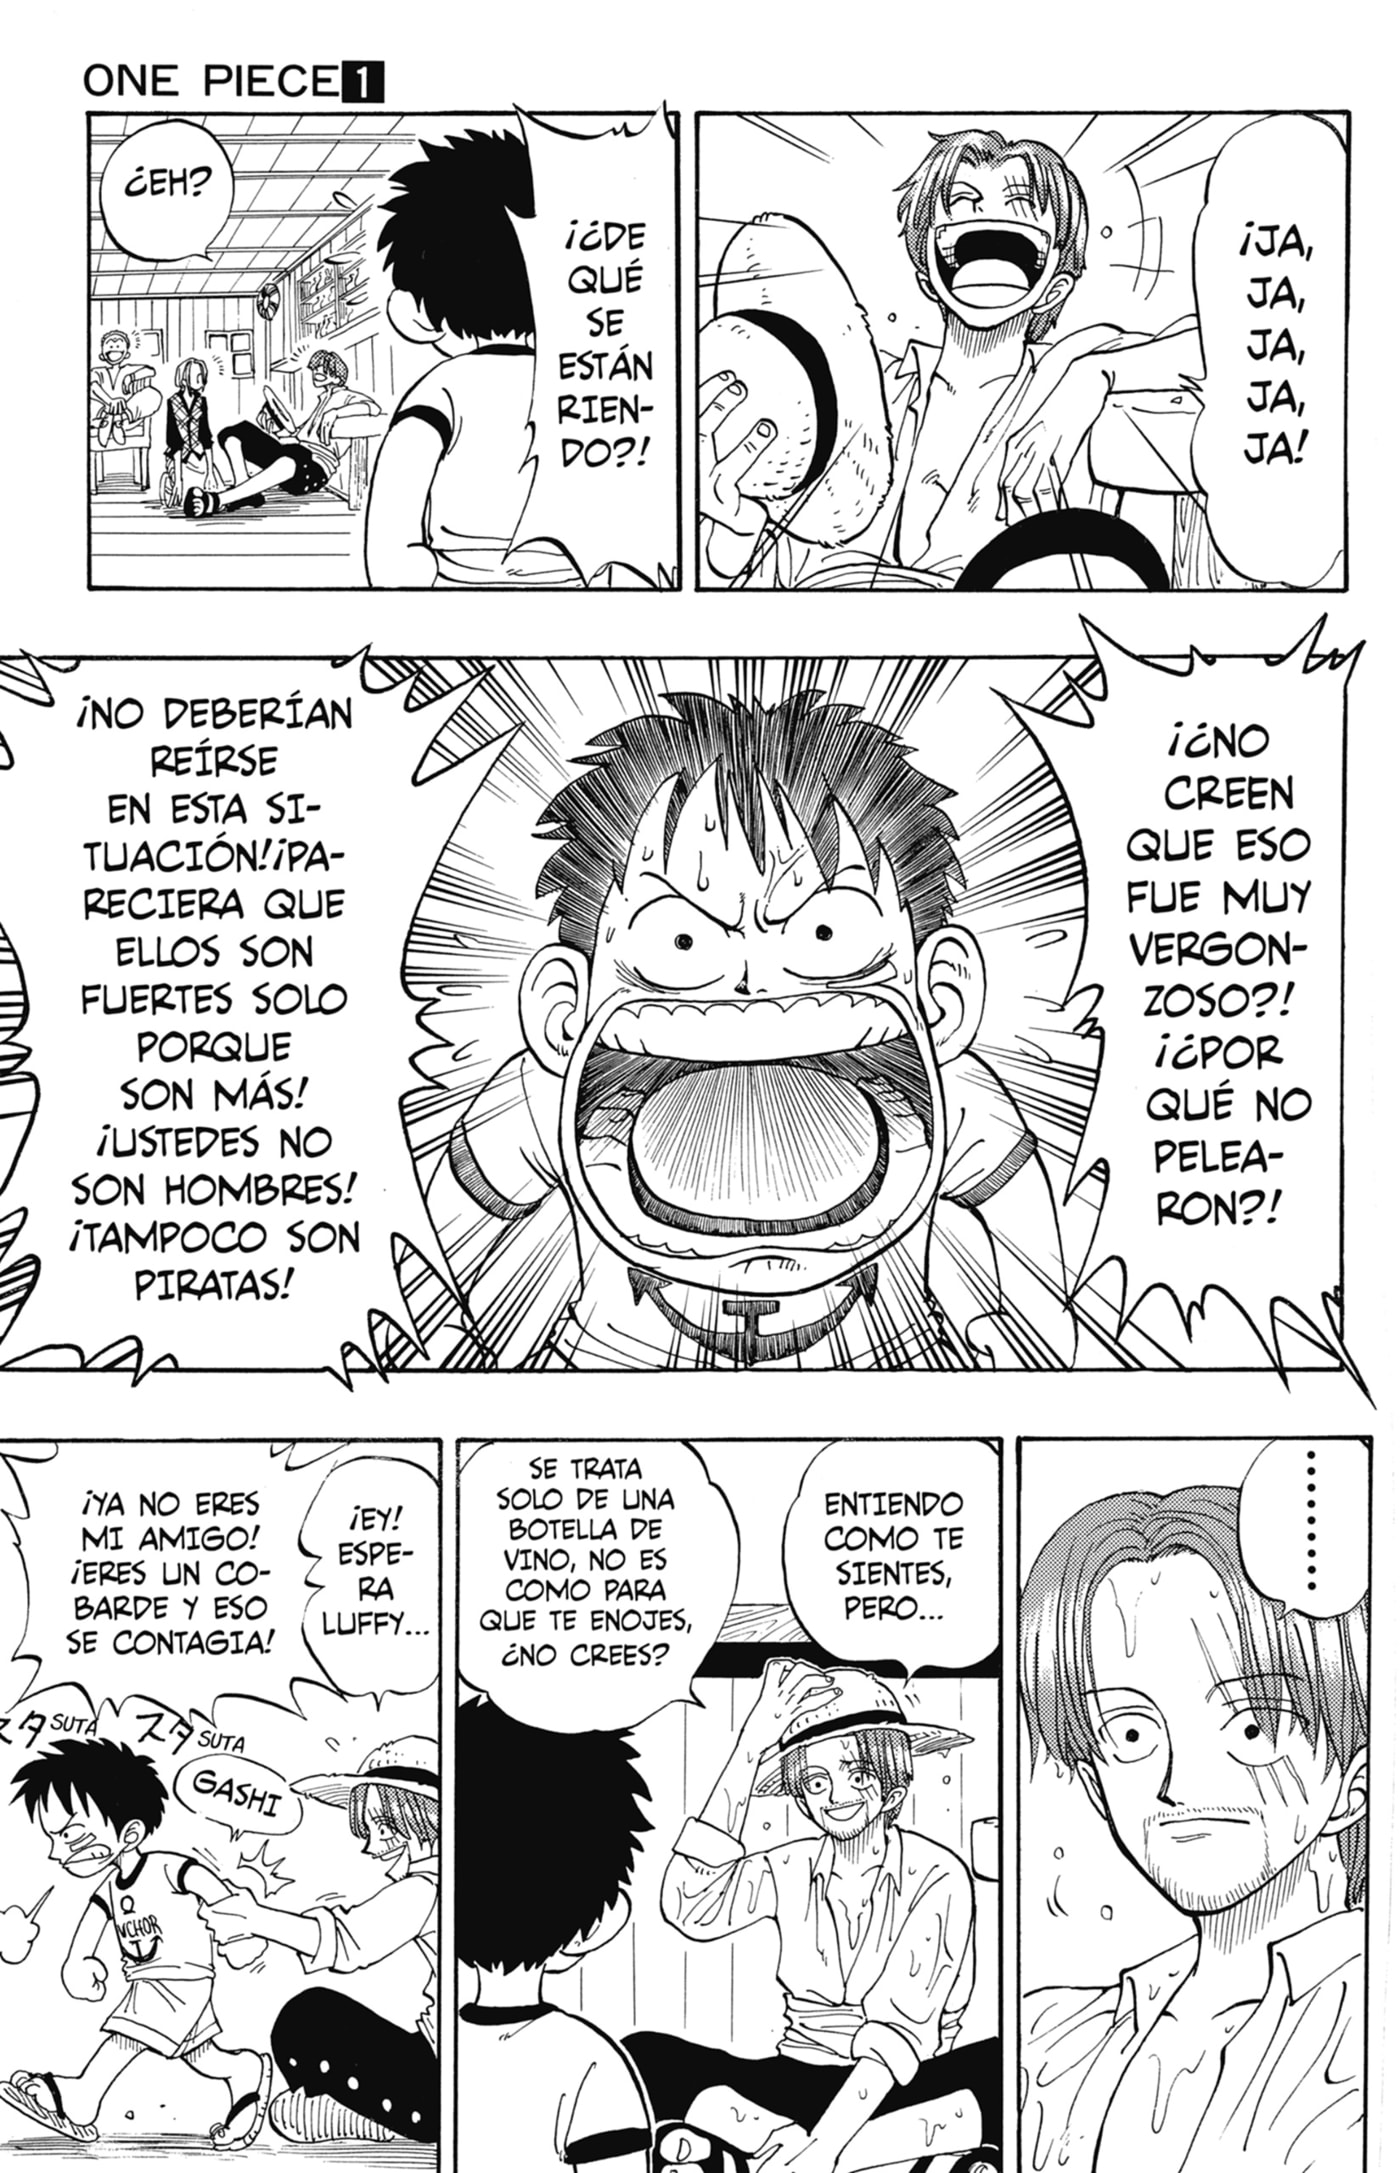 ONE PIECE 1
¡JA,
JA,
JA,
JA,
JA!
¡¿DE
QUÉ
SE
ESTÁN
RIEN-
DO?!
¿EH?
¡¿NO
CREEN
QUE ESO
FUE MUY
VERGON-
ZOSO?!
¡¿POR
QUÉ NO
PELEA-
RON?!
¡NO DEBERÍAN
REÍRSE
EN ESTA SI-
TUACIÓN!¡PA-
RECIERA QUE
ELLOS SON
FUERTES SOLO
PORQUE
SON MÁS!
¡USTEDES NO
SON HOMBRES!
¡TAMPOCO SON
PIRATAS!
.........
ENTIENDO
COMO TE
SIENTES,
PERO...
SE TRATA
SOLO DE UNA
BOTELLA DE
VINO, NO ES
COMO PARA
QUE TE ENOJES,
¿NO CREES?
¡EY!
ESPE-
RA
LUFFY...
¡YA NO ERES
MI AMIGO!
¡ERES UN CO-
BARDE Y ESO
SE CONTAGIA!
スタ SUTA
スタ SUTA
GASHI